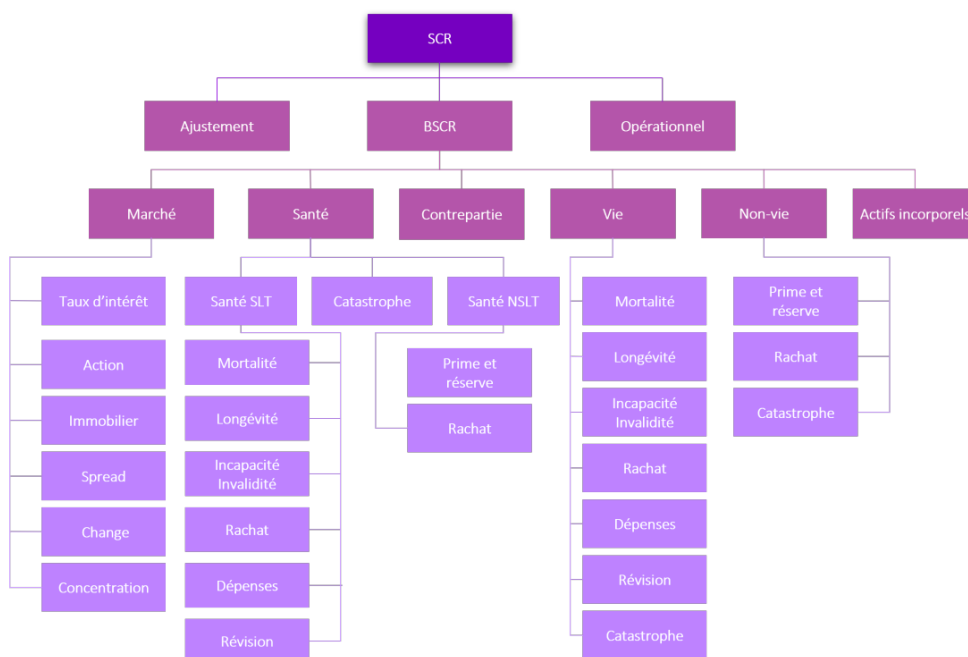 SCR
Ajustement
BSCR
Opérationnel
Marché
Santé
Contrepartie
Vie
Non-vie
Actifs incorporels
Taux d'intérêt
Action
Immobilier
Spread
Change
Concentration
Santé SLT
Catastrophe
Santé NSLT
Mortalité
Longévité
Incapacité
Invalidité
Rachat
Dépenses
Révision
Prime et
réserve
Rachat
Mortalité
Longévité
Incapacité
Invalidité
Rachat
Dépenses
Révision
Catastrophe
Prime et
réserve
Rachat
Catastrophe